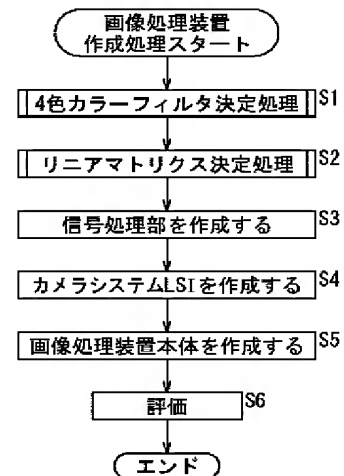 画像処理装置
作成処理スタート
4色カラーフィルタ決定処理 S1
リニアマトリクス決定処理 S2
信号処理部を作成する S3
カメラシステムLSIを作成する S4
画像処理装置本体を作成する S5
評価 S6
エンド